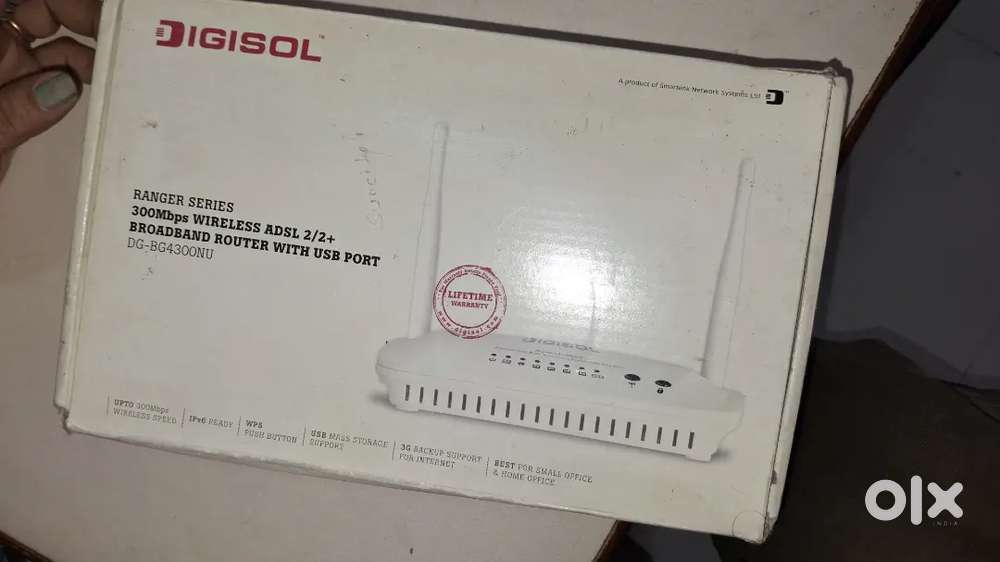 DIGISOL™
A product of Smartlink Network Systems Ltd
RANGER SERIES
300Mbps WIRELESS ADSL 2/2+
BROADBAND ROUTER WITH USB PORT
DG-BG4300NU
LIFETIME
WARRANTY
www.digisol.com
DIGISOL
UPTO 300Mbps
WIRELESS SPEED
IPv6 READY
WPS
PUSH BUTTON
USB MASS STORAGE
SUPPORT
3G BACKUP SUPPORT
FOR INTERNET
BEST FOR SMALL OFFICE
& HOME OFFICE
olx
INDIA